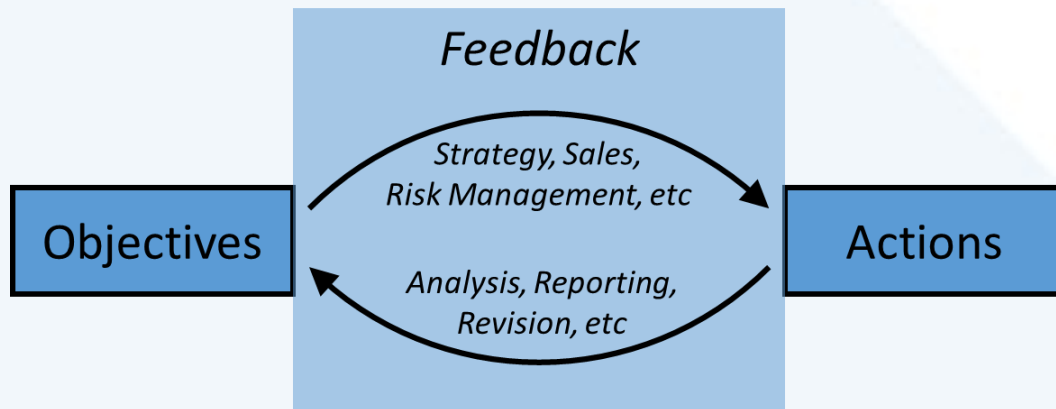 Feedback
Strategy, Sales,
Risk Management, etc
Objectives
Actions
Analysis, Reporting,
Revision, etc